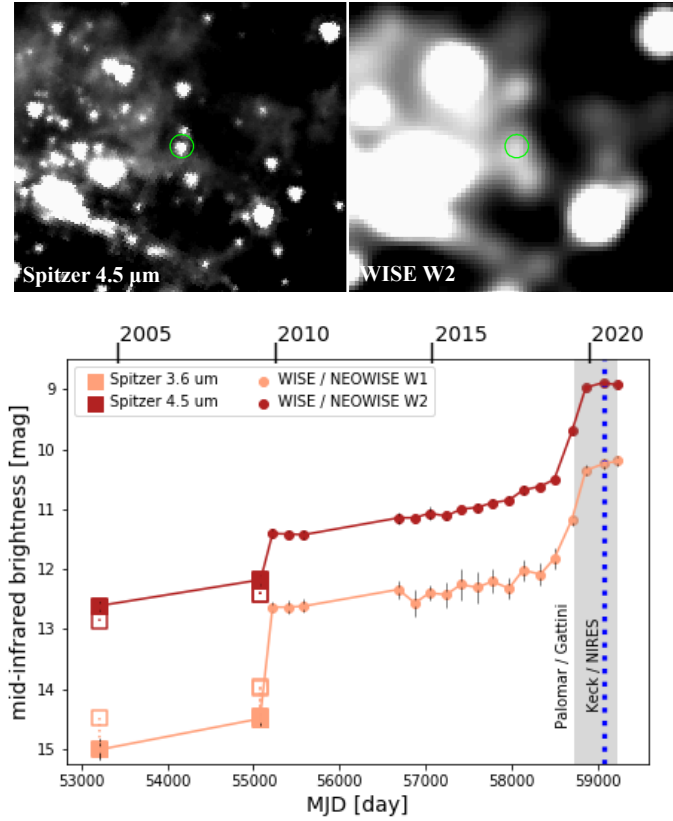 Spitzer 4.5 μm
WISE W2
2005 2010 2015 2020
Spitzer 3.6 um
WISE / NEOWISE W1
Spitzer 4.5 um
WISE / NEOWISE W2
mid-infrared brightness [mag]
9
10
11
12
13
14
15
Palomar / Gattini
Keck / NIRES
53000 54000 55000 56000 57000 58000 59000
MJD [day]